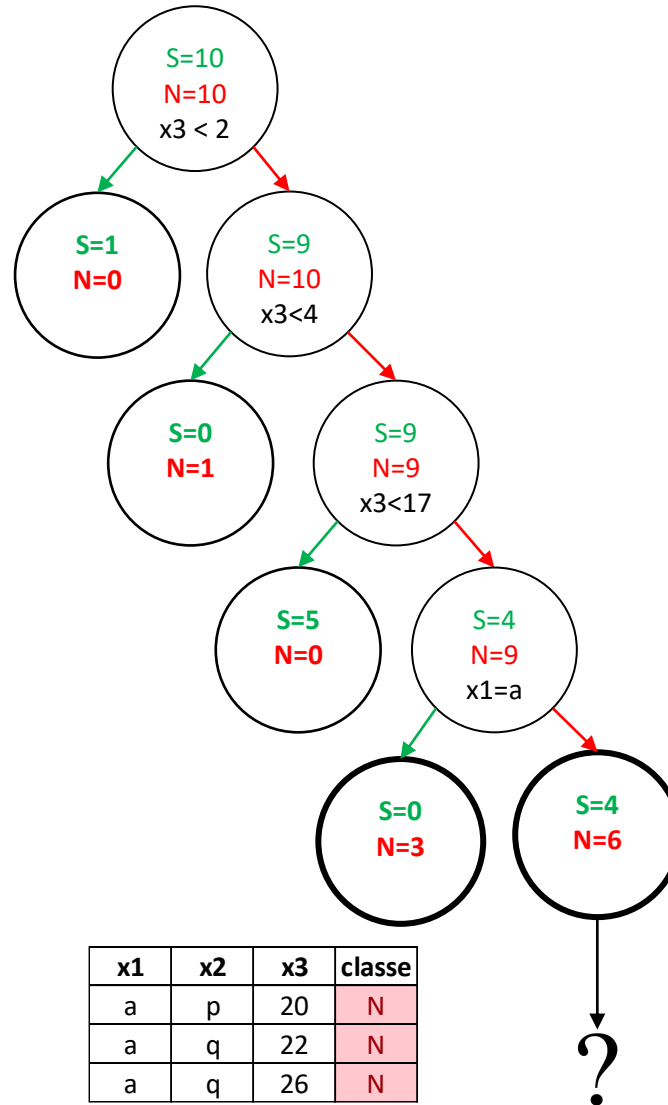 S=10
N=10
x3 < 2
S=1
N=0
S=9
N=10
x3<4
S=0
N=1
S=9
N=9
x3<17
S=5
N=0
S=4
N=9
x1=a
S=0
N=3
S=4
N=6
x1 x2 x3 classe
a p 20 N
a q 22 N
a q 26 N
?